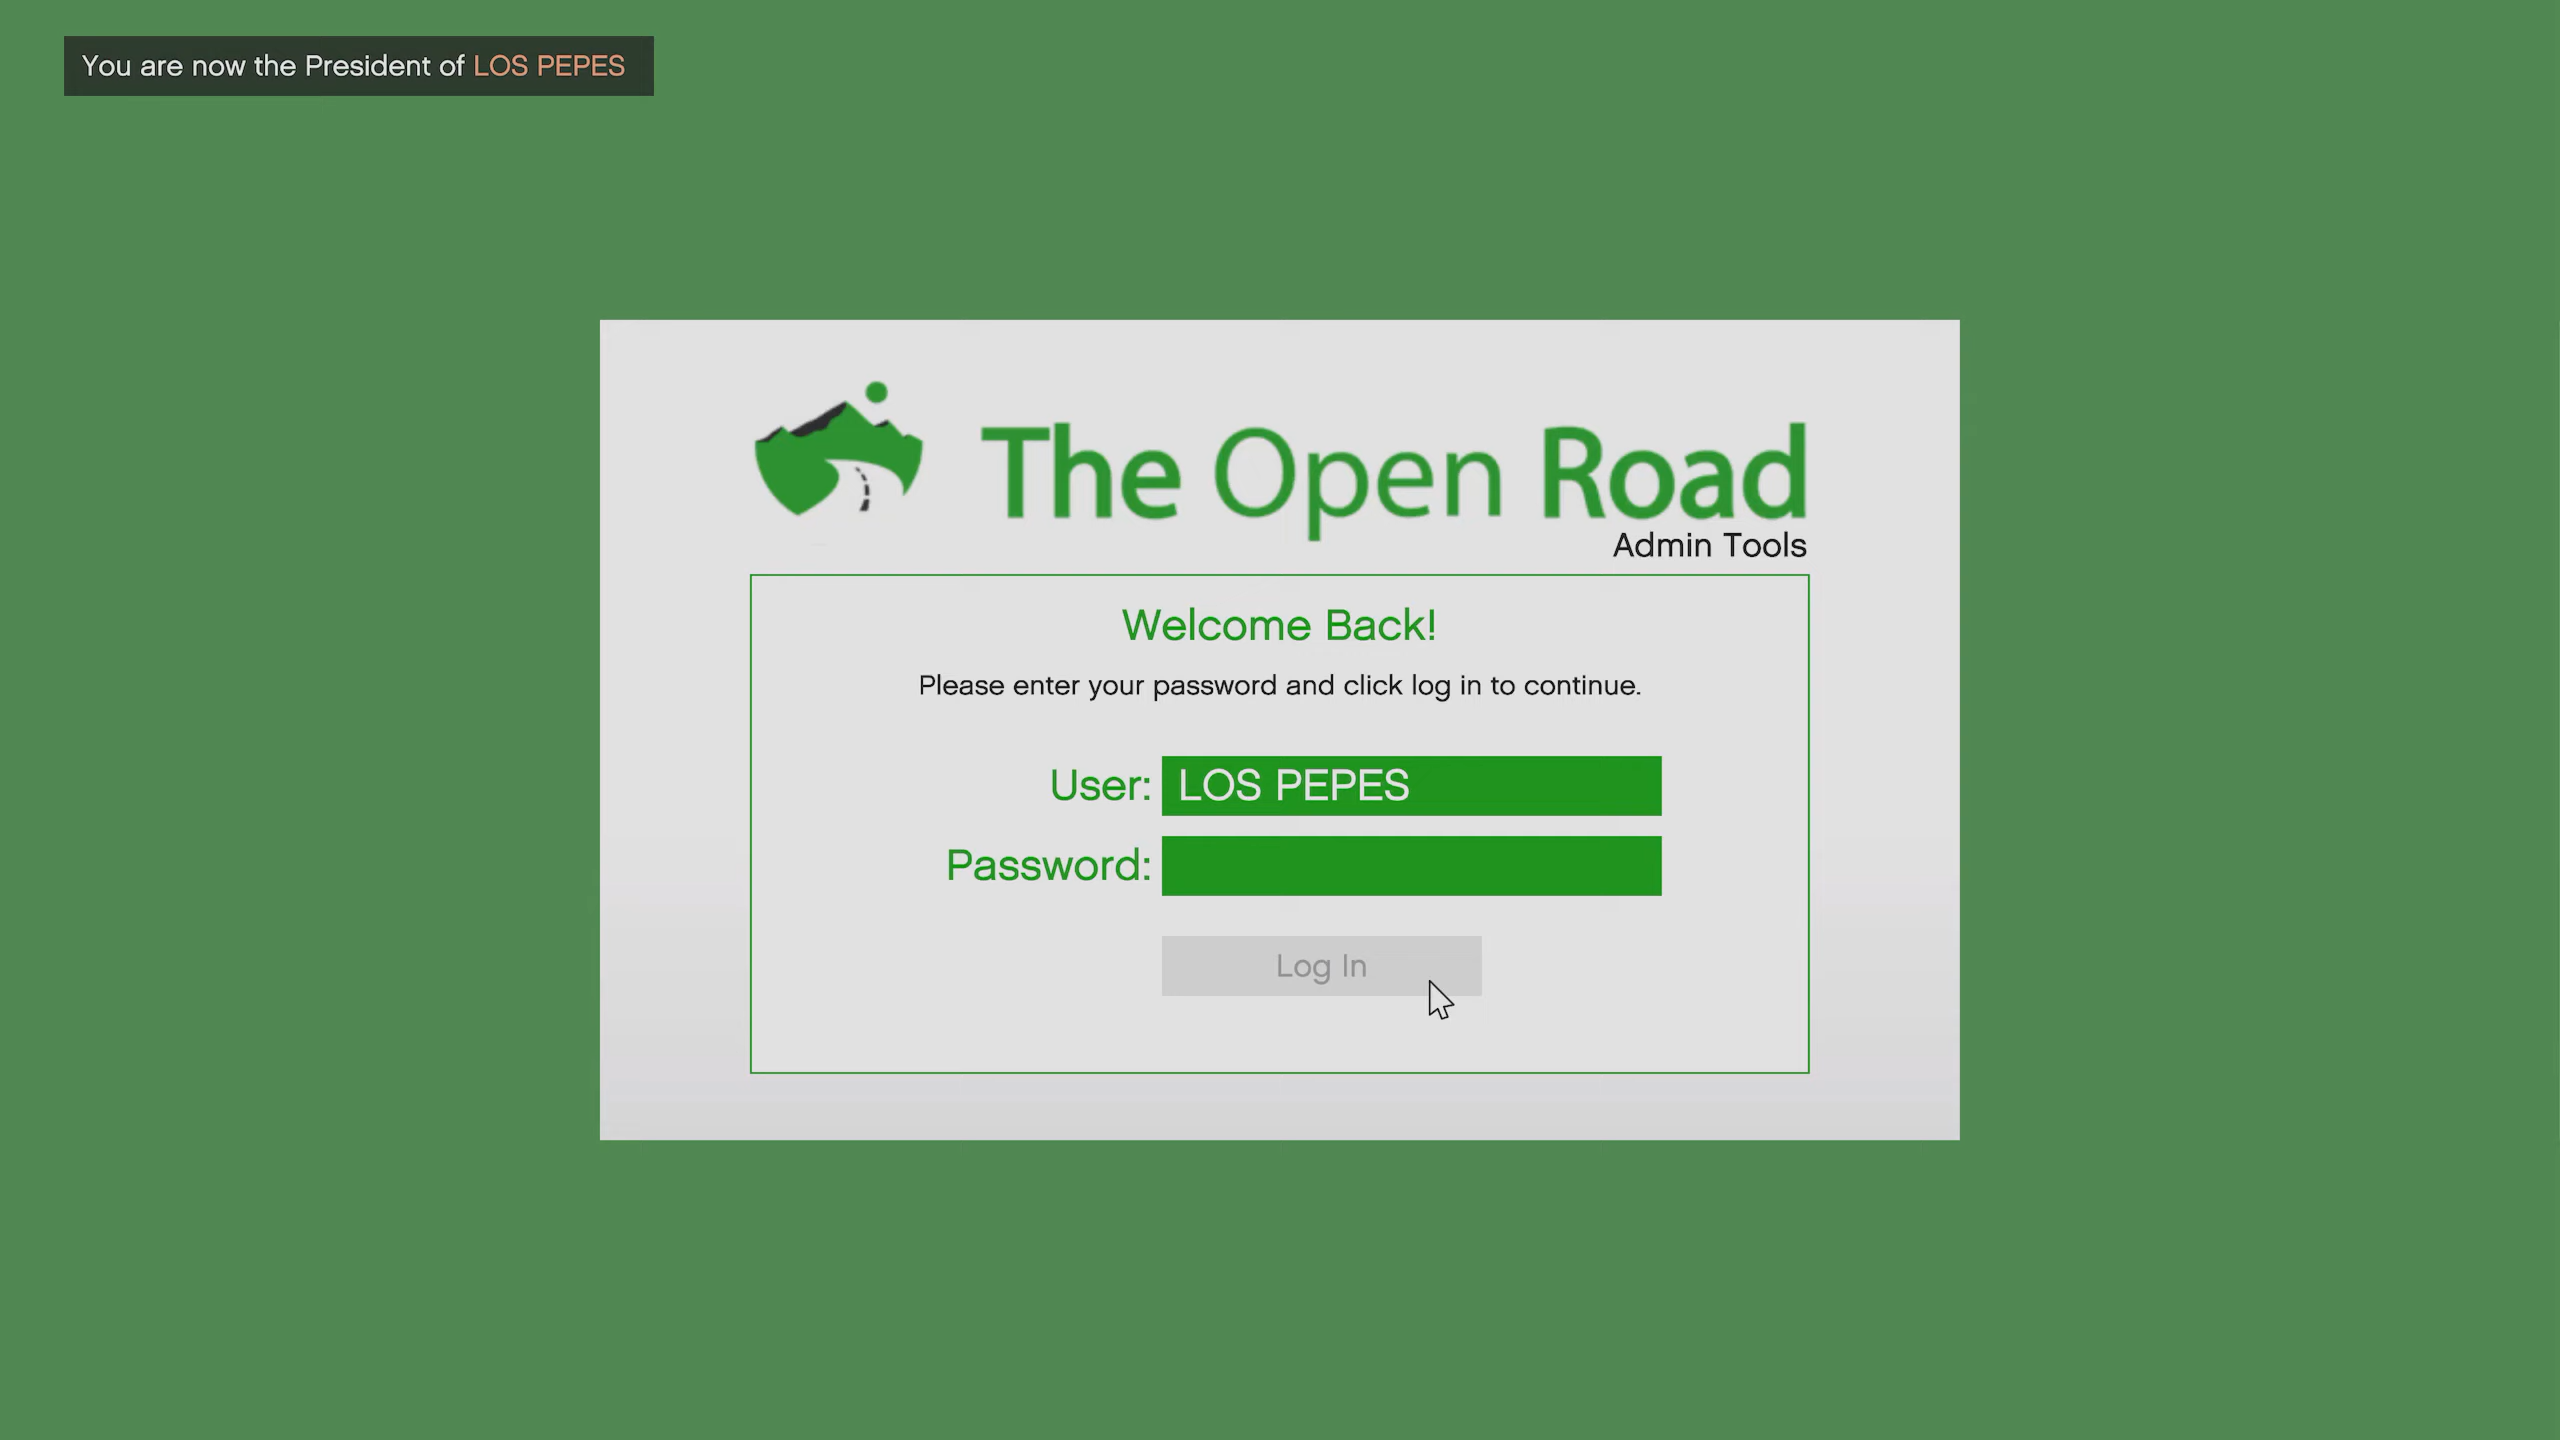 You are now the President of LOS PEPES
The Open Road
Admin Tools
Welcome Back!
Please enter your password and click log in to continue.
User: LOS PEPES
Password:
Log In